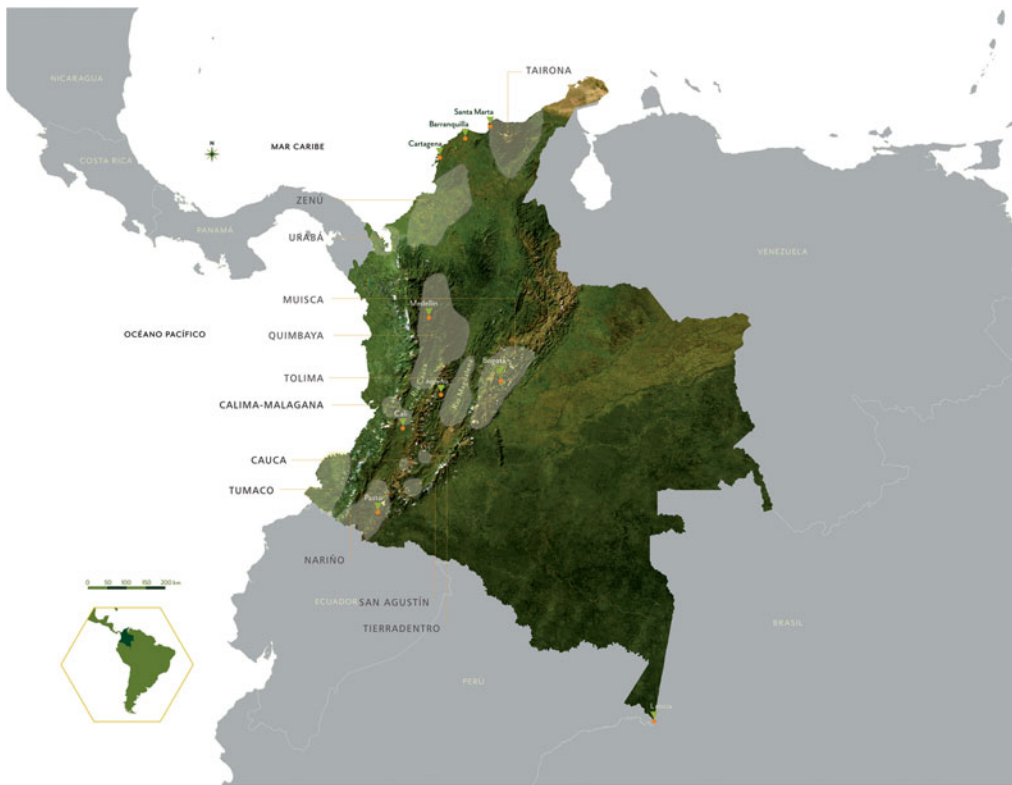 NICARAGUA
TAIRONA
Santa Marta
Barranquilla
Cartagena
N
MAR CARIBE
COSTA RICA
ZENÚ
PANAMÁ
URABÁ
VENEZUELA
MUISCA
Medellín
OCÉANO PACÍFICO
QUIMBAYA
Bogotá
TOLIMA
CALIMA-MALAGANA
Cali
CAUCA
TUMACO
Pasto
NARIÑO
0 50 100 150 200 km
ECUADOR
SAN AGUSTÍN
TIERRADENTRO
BRASIL
PERÚ
Leticia